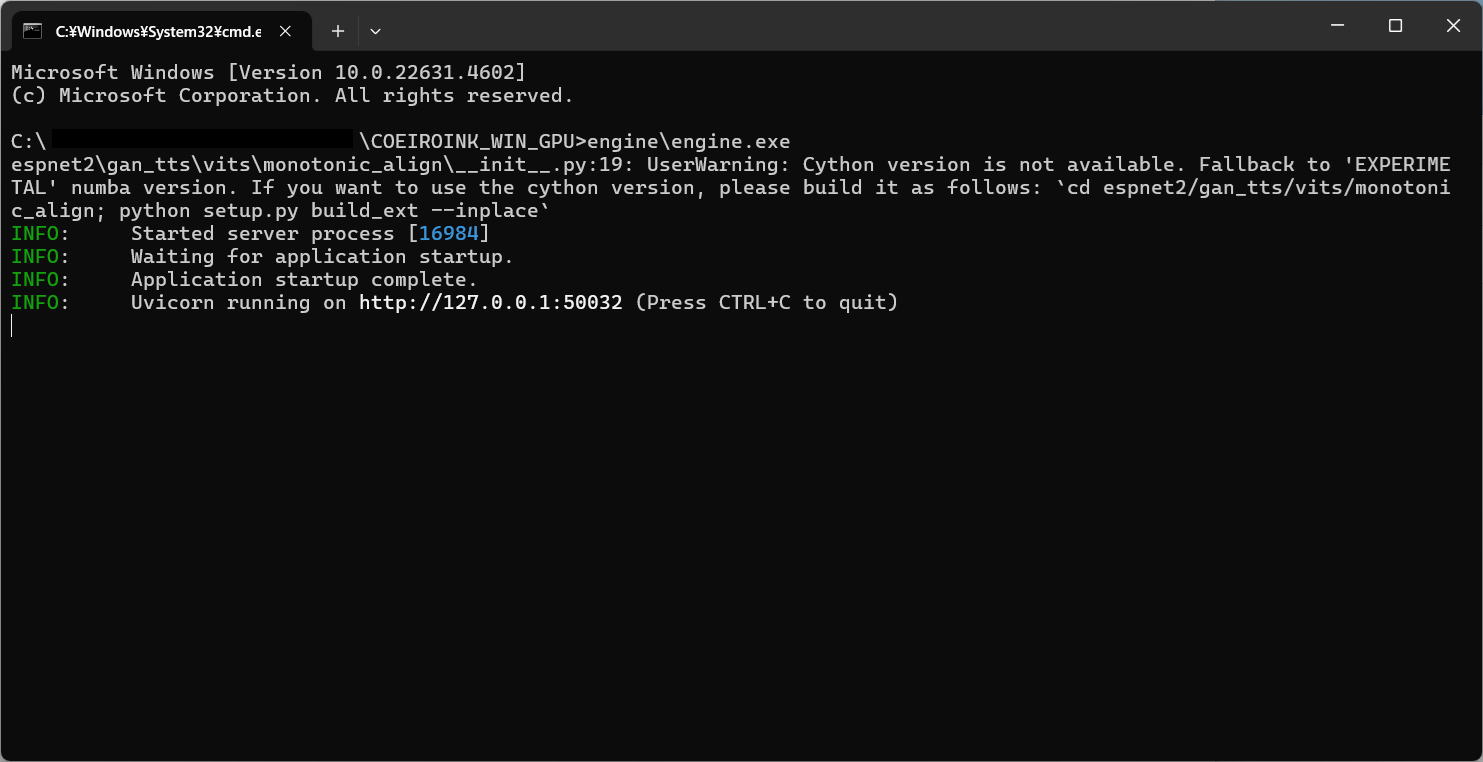 C:¥Windows¥System32¥cmd.e
Microsoft Windows [Version 10.0.22631.4602]
(c) Microsoft Corporation. All rights reserved.
C:\ \COEIROINK_WIN_GPU>engine\engine.exe
espnet2\gan_tts\vits\monotonic_align\__init__.py:19: UserWarning: Cython version is not available. Fallback to 'EXPERIME
TAL' numba version. If you want to use the cython version, please build it as follows: `cd espnet2/gan_tts/vits/monotoni
c_align; python setup.py build_ext --inplace`
INFO:     Started server process [16984]
INFO:     Waiting for application startup.
INFO:     Application startup complete.
INFO:     Uvicorn running on http://127.0.0.1:50032 (Press CTRL+C to quit)